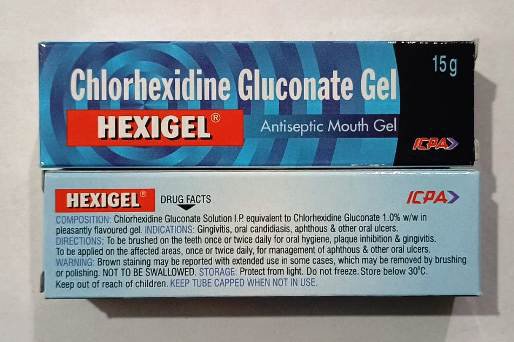 Chlorhexidine Gluconate Gel
15 g
HEXIGEL®
Antiseptic Mouth Gel
ICPA
HEXIGEL®
DRUG FACTS
ICPA
COMPOSITION: Chlorhexidine Gluconate Solution I.P. equivalent to Chlorhexidine Gluconate 1.0% w/w in
pleasantly flavoured gel. INDICATIONS: Gingivitis, oral candidiasis, aphthous & other oral ulcers.
DIRECTIONS: To be brushed on the teeth once or twice daily for oral hygiene, plaque inhibition & gingivitis.
To be applied on the affected areas, once or twice daily, for management of aphthous & other oral ulcers.
WARNING: Brown staining may be reported with extended use in some cases, which may be removed by brushing
or polishing. NOT TO BE SWALLOWED. STORAGE: Protect from light. Do not freeze. Store below 30°C.
Keep out of reach of children. KEEP TUBE CAPPED WHEN NOT IN USE.